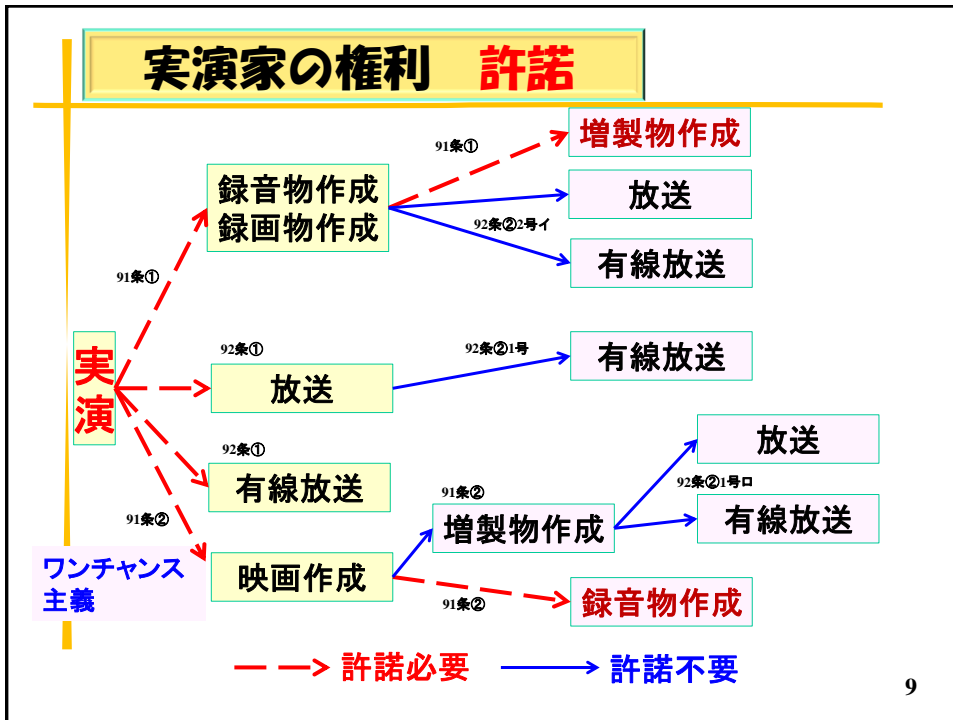 実演家の権利　許諾
増製物作成
91条①
録音物作成
録画物作成
放送
92条②2号イ
有線放送
91条①
実
演
92条①
放送
92条②1号
有線放送
92条①
有線放送
91条②
増製物作成
放送
92条②1号ロ
有線放送
91条②
ワンチャンス
主義
映画作成
91条②
録音物作成
許諾必要
許諾不要
9